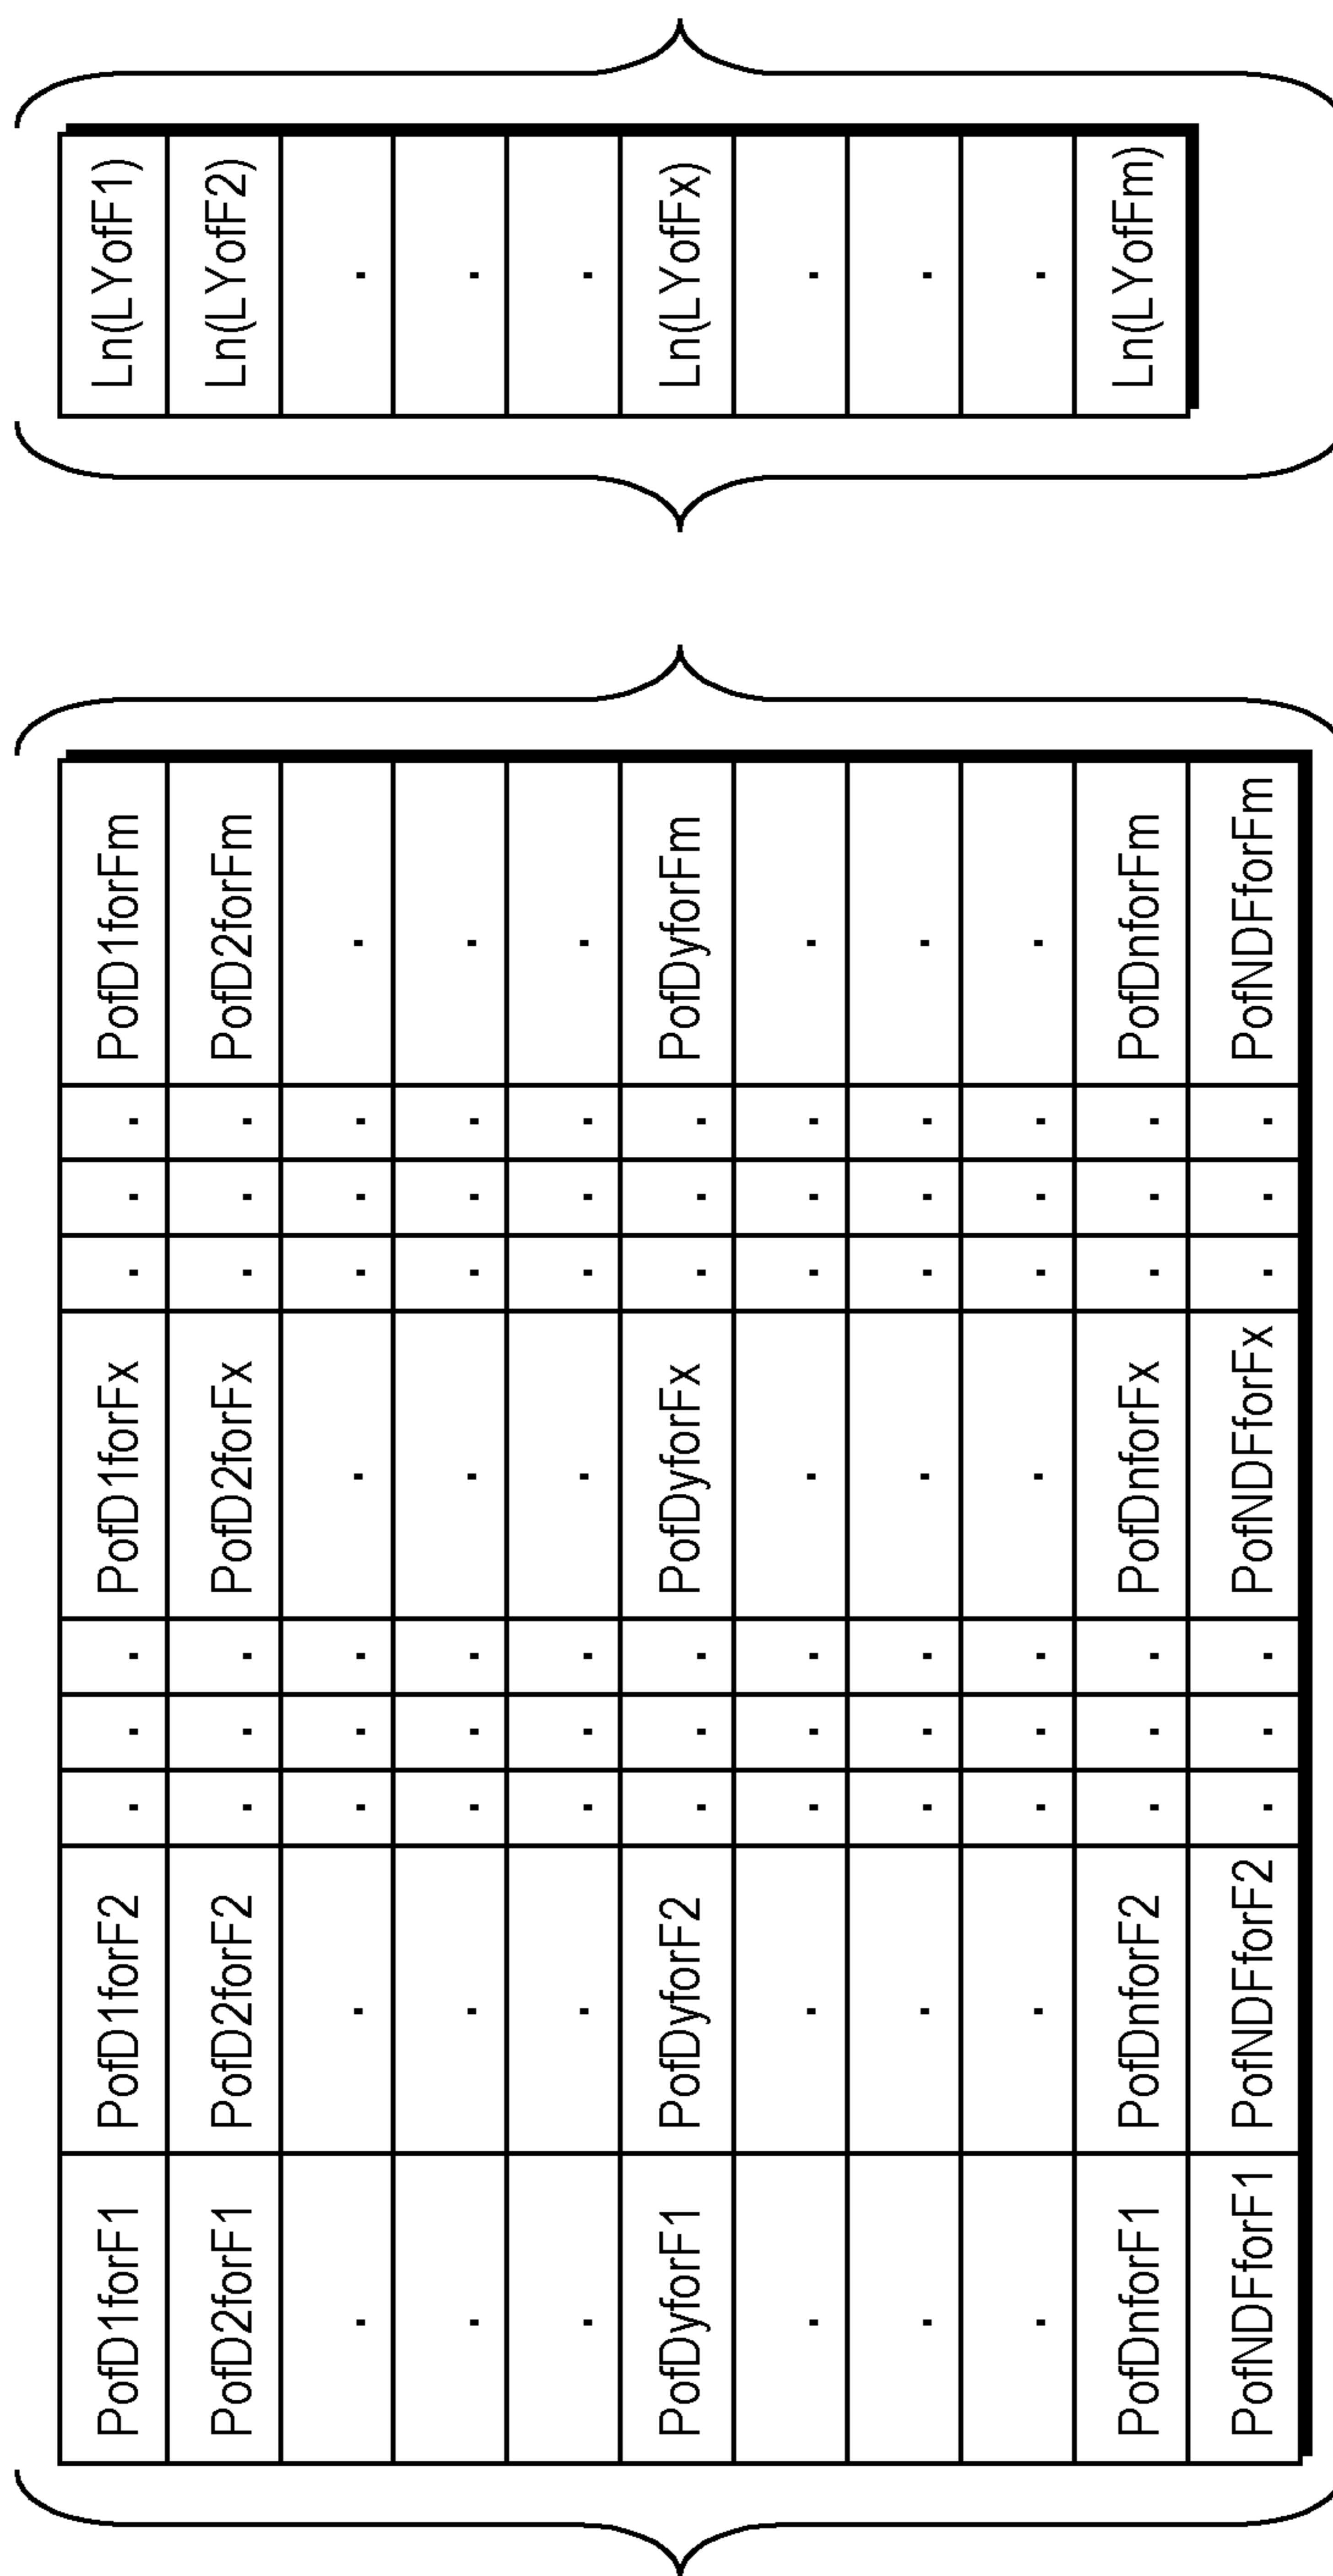 PofD1forF1 PofD1forF2 . . . PofD1forFx . . . PofD1forFm
PofD2forF1 PofD2forF2 . . . PofD2forFx . . . PofD2forFm
. . . . . . . . . .
. . . . . . . . . .
. . . . . . . . . .
PofDyforF1 PofDyforF2 . . . PofDyforFx . . . PofDyforFm
. . . . . . . . . .
. . . . . . . . . .
. . . . . . . . . .
PofDnforF1 PofDnforF2 . . . PofDnforFx . . . PofDnforFm
PofNDFforF1 PofNDFforF2 . . . PofNDFforFx . . . PofNDFforFm
Ln(LYofF1)
Ln(LYofF2)
.
.
.
Ln(LYofFx)
.
.
.
Ln(LYofFm)